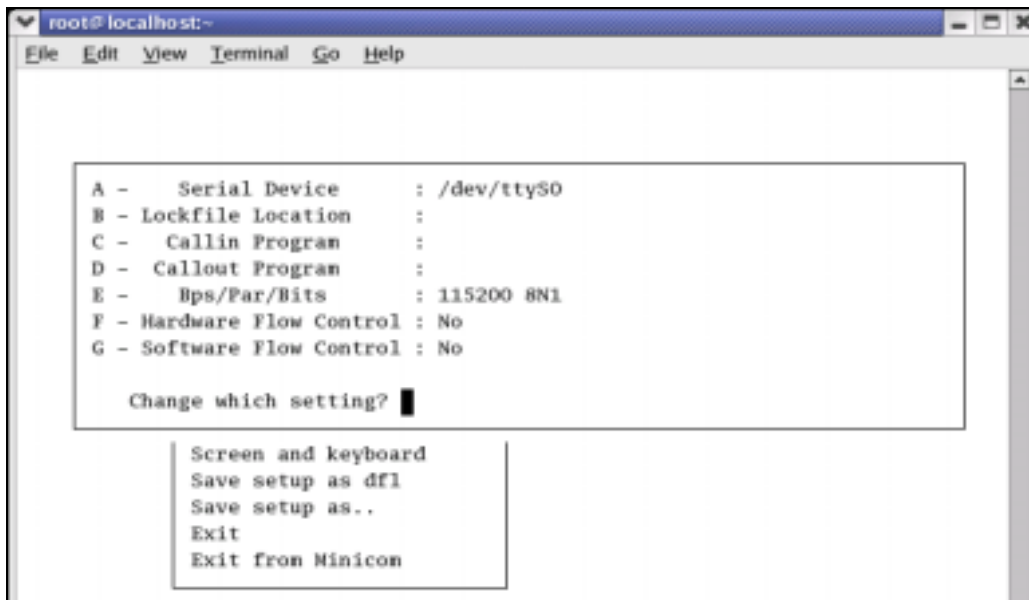 root@localhost:~
File Edit View Terminal Go Help
A - Serial Device : /dev/ttyS0
B - Lockfile Location :
C - Callin Program :
D - Callout Program :
E - Bps/Par/Bits : 115200 8N1
F - Hardware Flow Control : No
G - Software Flow Control : No
Change which setting?
Screen and keyboard
Save setup as dfl
Save setup as..
Exit
Exit from Minicom